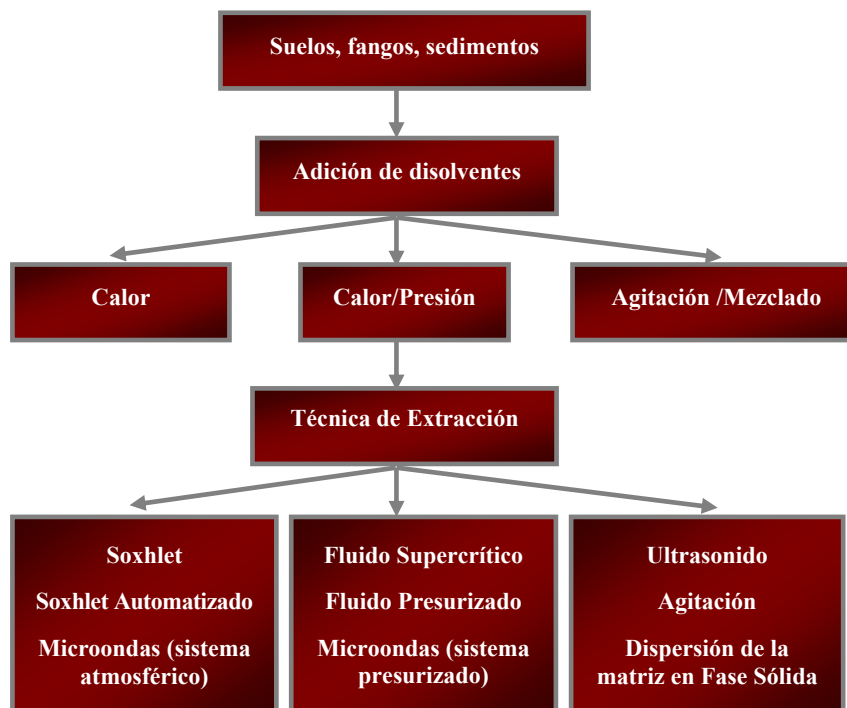 Suelos, fangos, sedimentos
Adición de disolventes
Calor
Calor/Presión
Agitación /Mezclado
Técnica de Extracción
Soxhlet
Soxhlet Automatizado
Microondas (sistema
atmosférico)
Fluido Supercrítico
Fluido Presurizado
Microondas (sistema
presurizado)
Ultrasonido
Agitación
Dispersión de la
matriz en Fase Sólida